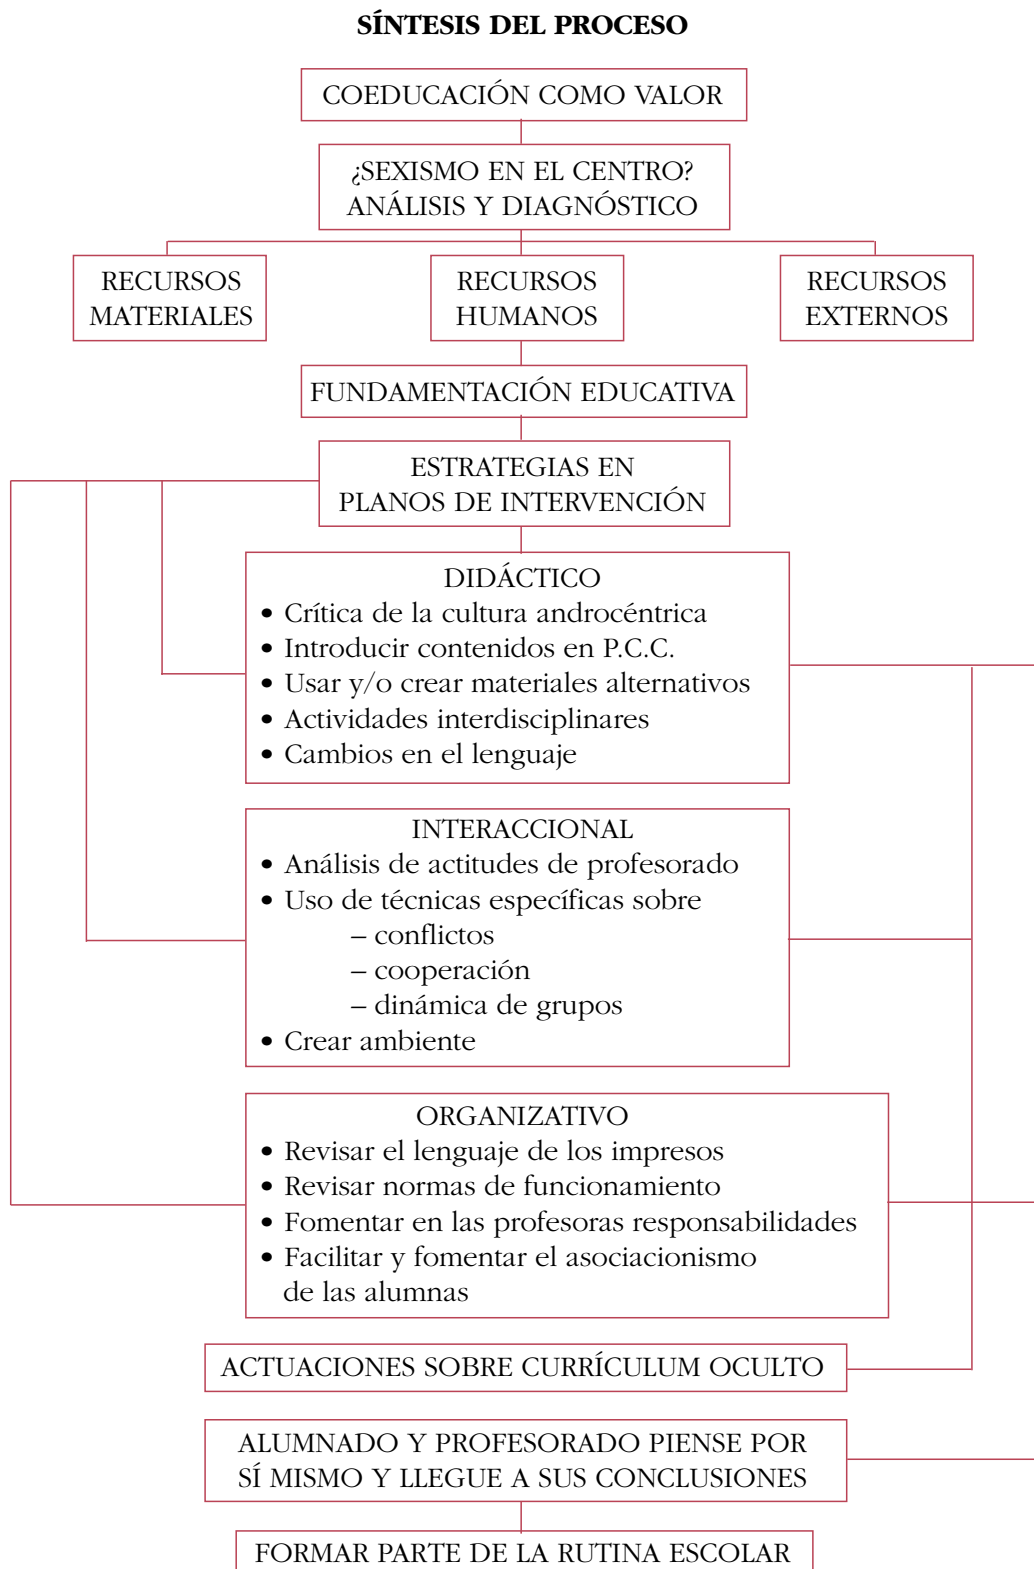 SÍNTESIS DEL PROCESO
COEDUCACIÓN COMO VALOR
¿SEXISMO EN EL CENTRO?
ANÁLISIS Y DIAGNÓSTICO
RECURSOS
MATERIALES
RECURSOS
HUMANOS
RECURSOS
EXTERNOS
FUNDAMENTACIÓN EDUCATIVA
ESTRATEGIAS EN
PLANOS DE INTERVENCIÓN
DIDÁCTICO
• Crítica de la cultura androcéntrica
• Introducir contenidos en P.C.C.
• Usar y/o crear materiales alternativos
• Actividades interdisciplinares
• Cambios en el lenguaje
INTERACCIONAL
• Análisis de actitudes de profesorado
• Uso de técnicas específicas sobre
– conflictos
– cooperación
– dinámica de grupos
• Crear ambiente
ORGANIZATIVO
• Revisar el lenguaje de los impresos
• Revisar normas de funcionamiento
• Fomentar en las profesoras responsabilidades
• Facilitar y fomentar el asociacionismo
de las alumnas
ACTUACIONES SOBRE CURRÍCULUM OCULTO
ALUMNADO Y PROFESORADO PIENSE POR
SÍ MISMO Y LLEGUE A SUS CONCLUSIONES
FORMAR PARTE DE LA RUTINA ESCOLAR